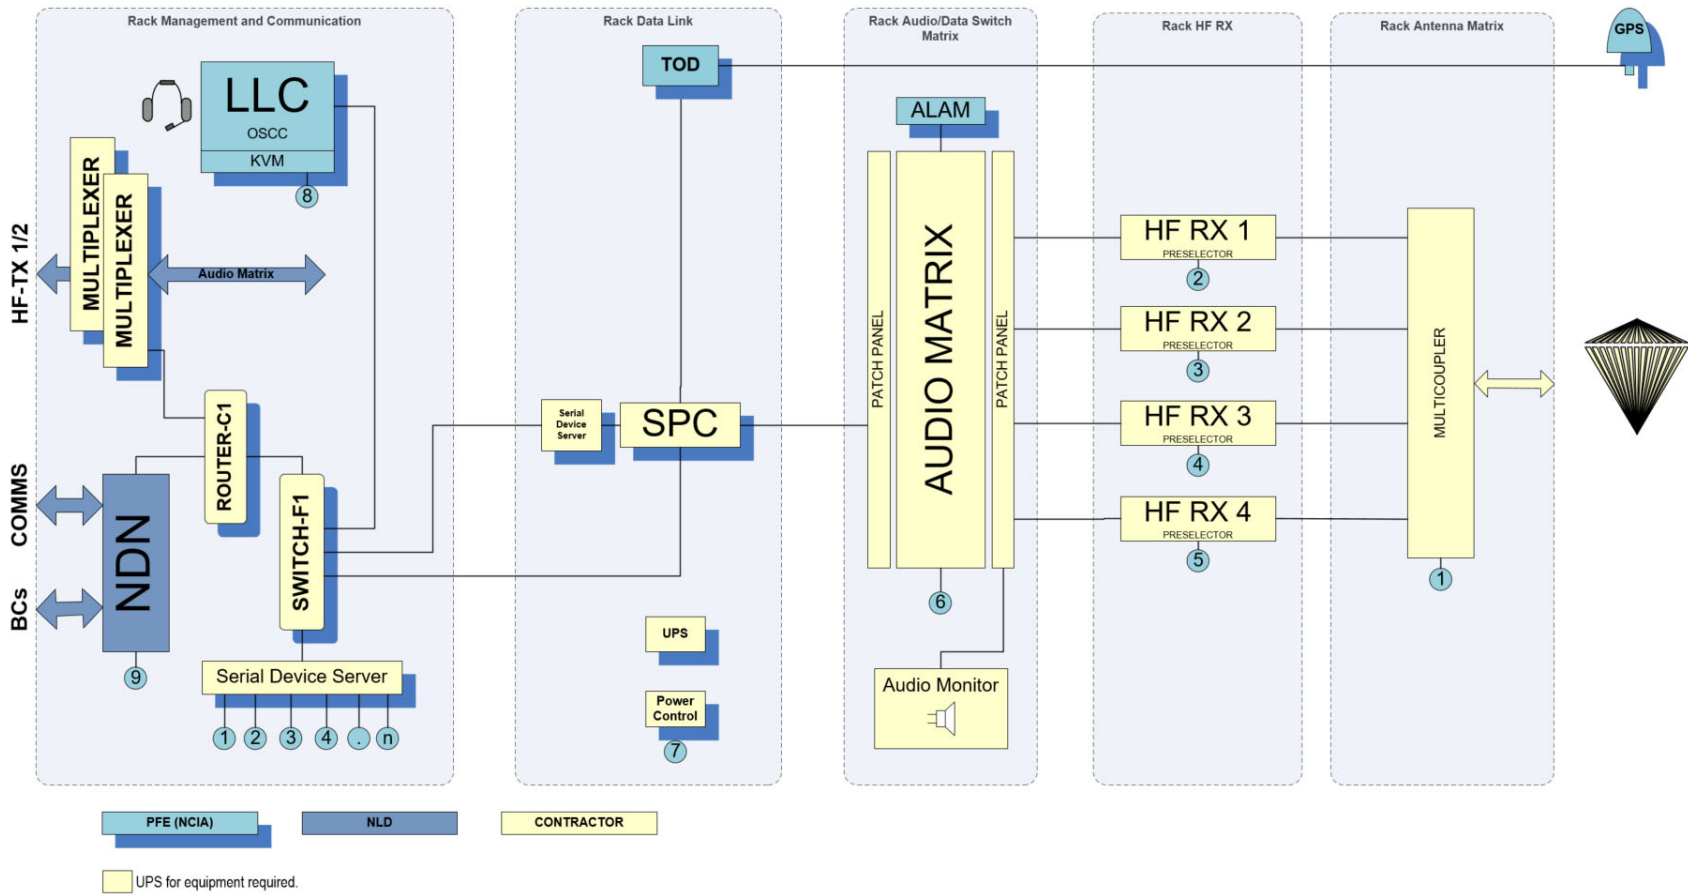 Rack Management and Communication
Rack Data Link
Rack Audio/Data Switch
Matrix
Rack HF RX
Rack Antenna Matrix
GPS
TOD
LLC
OSCC
KVM
8
ALAM
MULTIPLEXER
MULTIPLEXER
HF-TX 1/2
Audio Matrix
PATCH PANEL
AUDIO MATRIX
PATCH PANEL
HF RX 1
PRESELECTOR
2
HF RX 2
PRESELECTOR
3
HF RX 3
PRESELECTOR
4
HF RX 4
PRESELECTOR
5
MULTICOUPLER
1
ROUTER-C1
Serial
Device
Server
SPC
COMMS
BCs
NDN
9
SWITCH-F1
6
UPS
Serial Device Server
1 2 3 4 . n
Power
Control
7
Audio Monitor
PFE (NCIA)
NLD
CONTRACTOR
UPS for equipment required.